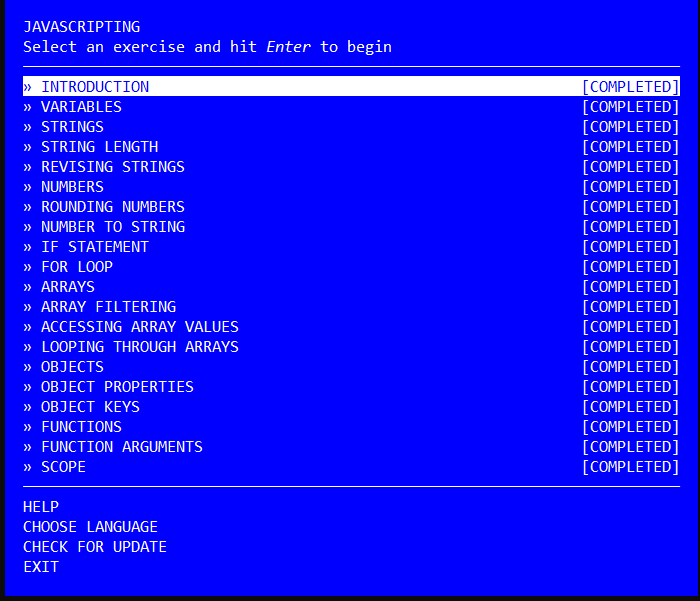 JAVASCRIPTING
Select an exercise and hit Enter to begin
» INTRODUCTION [COMPLETED]
» VARIABLES [COMPLETED]
» STRINGS [COMPLETED]
» STRING LENGTH [COMPLETED]
» REVISING STRINGS [COMPLETED]
» NUMBERS [COMPLETED]
» ROUNDING NUMBERS [COMPLETED]
» NUMBER TO STRING [COMPLETED]
» IF STATEMENT [COMPLETED]
» FOR LOOP [COMPLETED]
» ARRAYS [COMPLETED]
» ARRAY FILTERING [COMPLETED]
» ACCESSING ARRAY VALUES [COMPLETED]
» LOOPING THROUGH ARRAYS [COMPLETED]
» OBJECTS [COMPLETED]
» OBJECT PROPERTIES [COMPLETED]
» OBJECT KEYS [COMPLETED]
» FUNCTIONS [COMPLETED]
» FUNCTION ARGUMENTS [COMPLETED]
» SCOPE [COMPLETED]
HELP
CHOOSE LANGUAGE
CHECK FOR UPDATE
EXIT